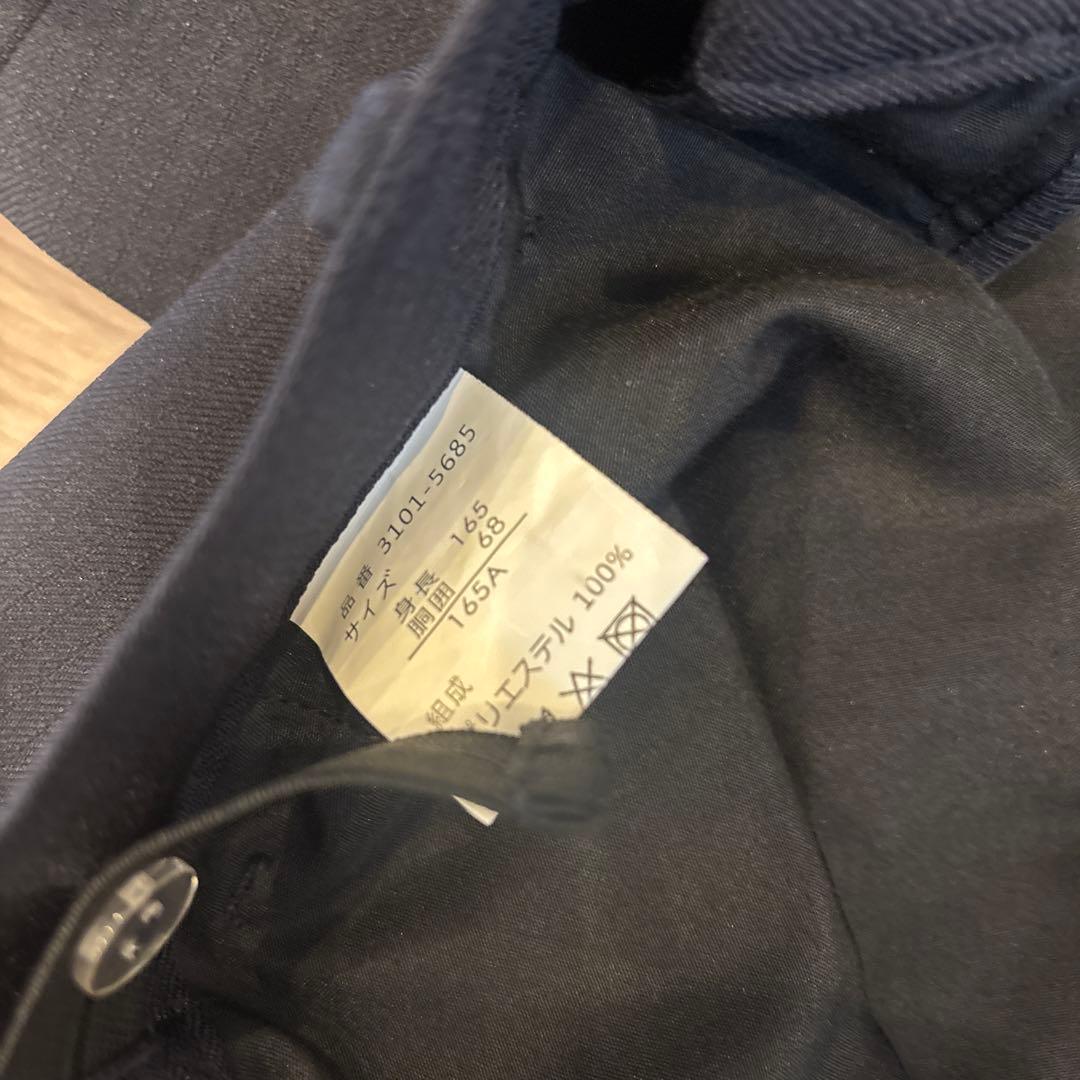 品番 3101-5685
サイズ
身長 165
胴囲 68
165A
組成
ポリエステル 100%